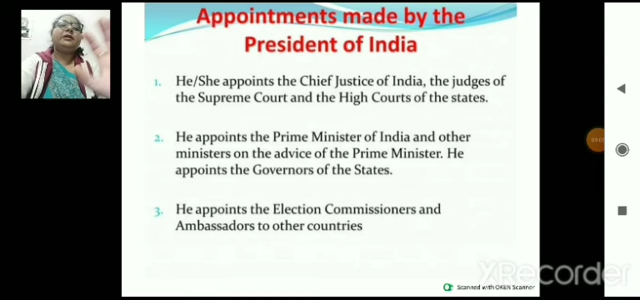 Appointments made by the
President of India
1. He/She appoints the Chief Justice of India, the judges of
the Supreme Court and the High Courts of the states.
2. He appoints the Prime Minister of India and other
ministers on the advice of the Prime Minister. He
appoints the Governors of the States.
3. He appoints the Election Commissioners and
Ambassadors to other countries
XRecorder
Scanned with OKEN Scanner